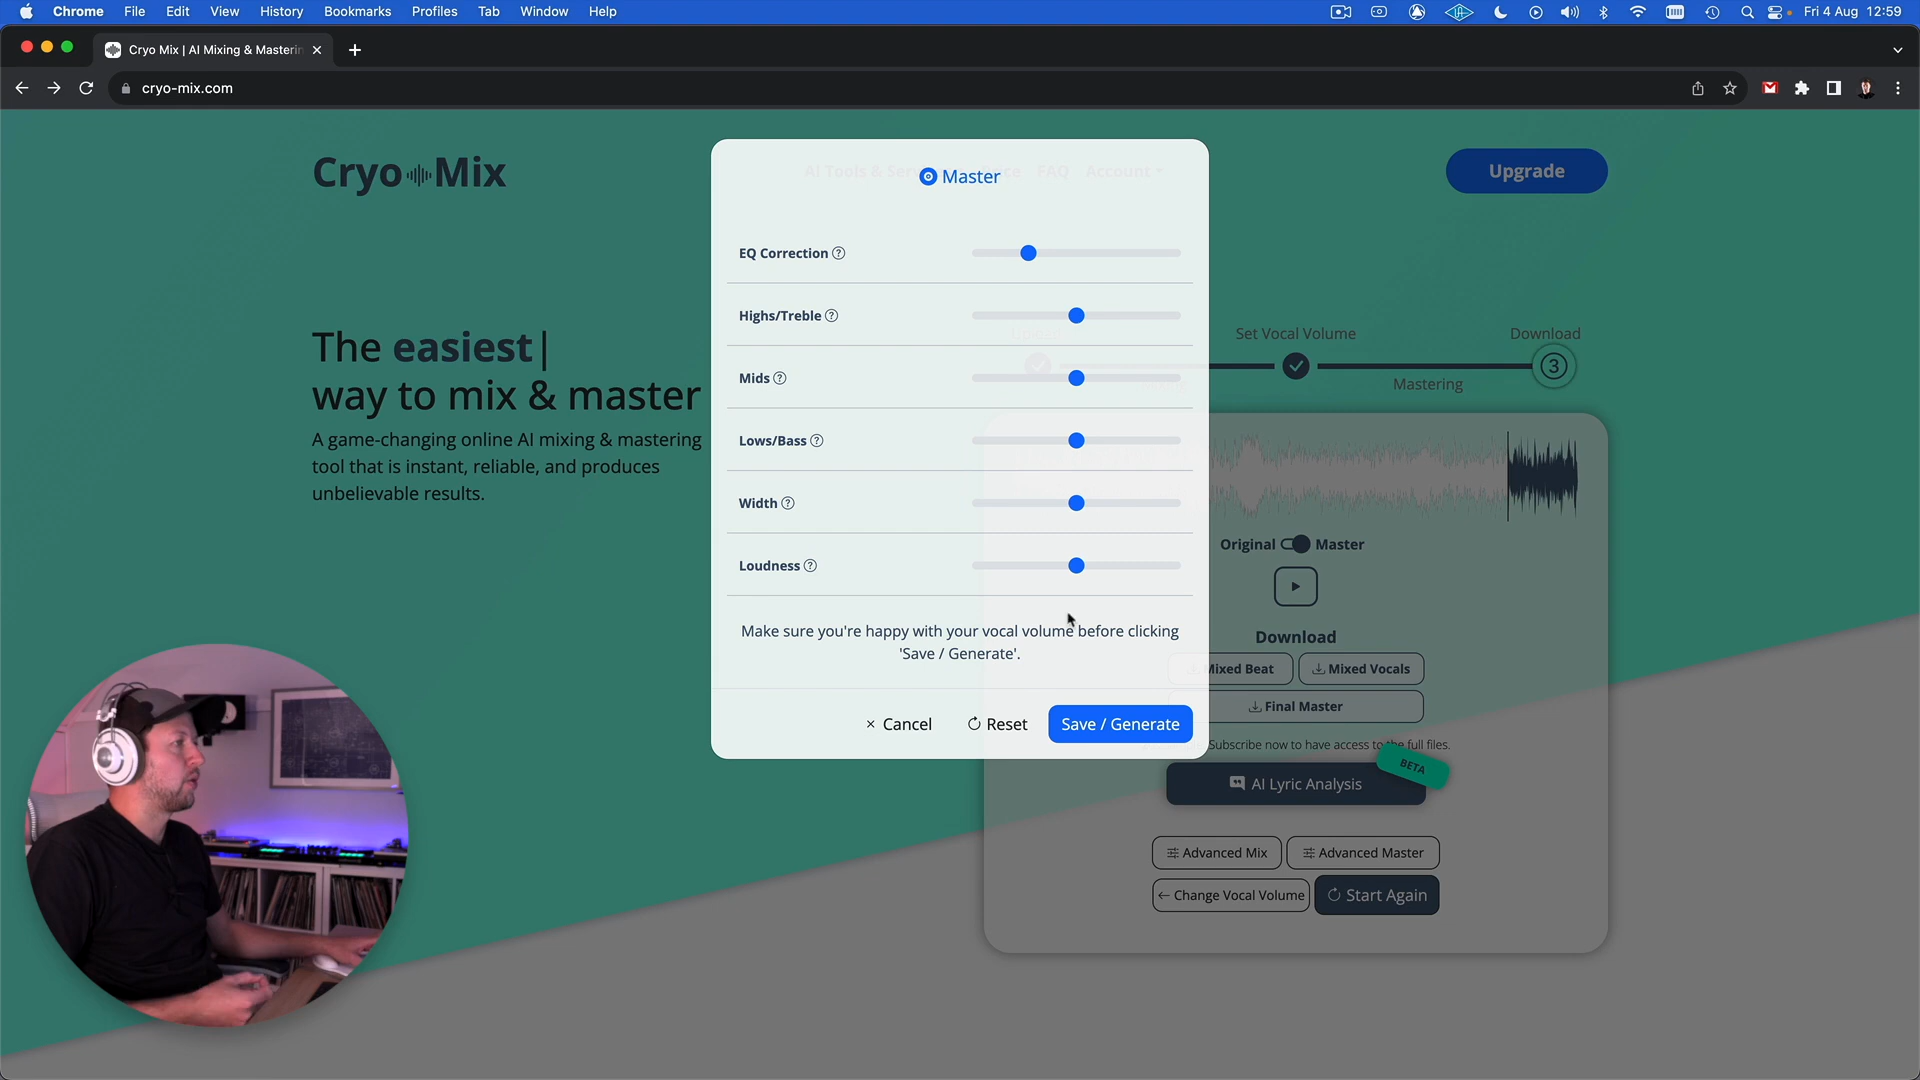 Chrome File Edit View History Bookmarks Profiles Tab Window Help
Fri 4 Aug 12:59
Cryo Mix | AI Mixing & Masterin
cryo-mix.com
Cryo Mix
AI Tools & Serv
FAQ
Account
Upgrade
Master
EQ Correction
Highs/Treble
Mids
Lows/Bass
Width
Loudness
Make sure you're happy with your vocal volume before clicking
'Save / Generate'.
Cancel
Reset
Save / Generate
The easiest|
way to mix & master
A game-changing online AI mixing & mastering
tool that is instant, reliable, and produces
unbelievable results.
Set Vocal Volume
Download
3
Mastering
Original
Master
Download
Mixed Beat
Mixed Vocals
Final Master
Subscribe now to have access to the full files.
BETA
AI Lyric Analysis
Advanced Mix
Advanced Master
Change Vocal Volume
Start Again